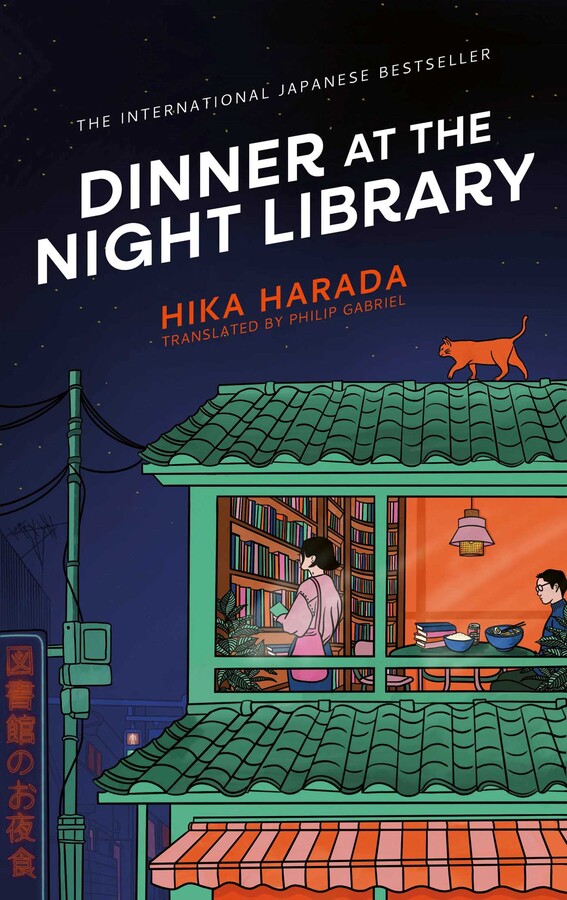 THE INTERNATIONAL JAPANESE BESTSELLER
DINNER AT THE
NIGHT LIBRARY
HIKA HARADA
TRANSLATED BY PHILIP GABRIEL
図書館のお夜食